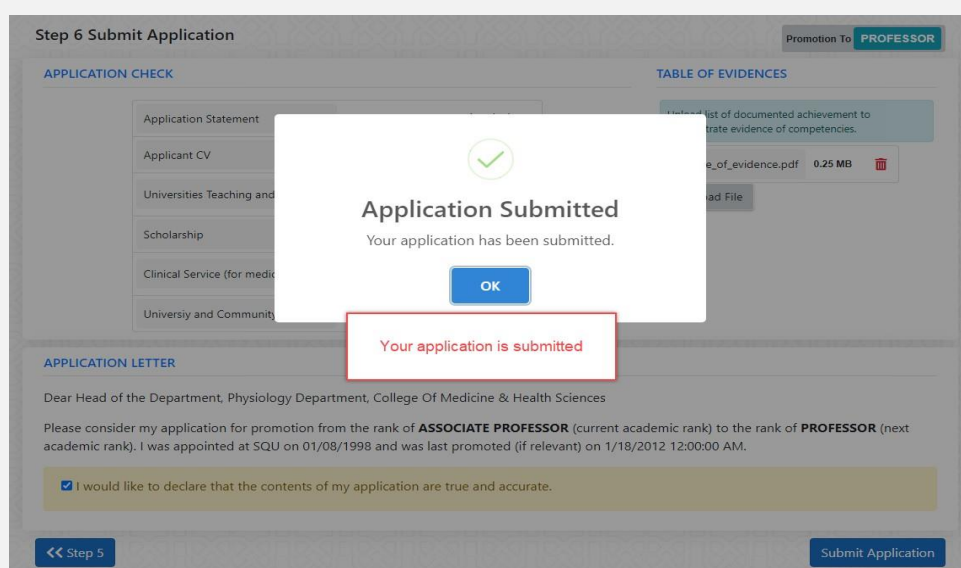 Step 6 Submit Application
Promotion To PROFESSOR
APPLICATION CHECK
Application Statement
Applicant CV
Universities Teaching and
Scholarship
Clinical Service (for medic
Universiy and Community
TABLE OF EVIDENCES
list of documented achievement to
trate evidence of competencies.
e_of_evidence.pdf 0.25 MB
ad File
Application Submitted
Your application has been submitted.
OK
Your application is submitted
APPLICATION LETTER
Dear Head of the Department, Physiology Department, College Of Medicine & Health Sciences
Please consider my application for promotion from the rank of ASSOCIATE PROFESSOR (current academic rank) to the rank of PROFESSOR (next
academic rank). I was appointed at SQU on 01/08/1998 and was last promoted (if relevant) on 1/18/2012 12:00:00 AM.
I would like to declare that the contents of my application are true and accurate.
<< Step 5
Submit Application